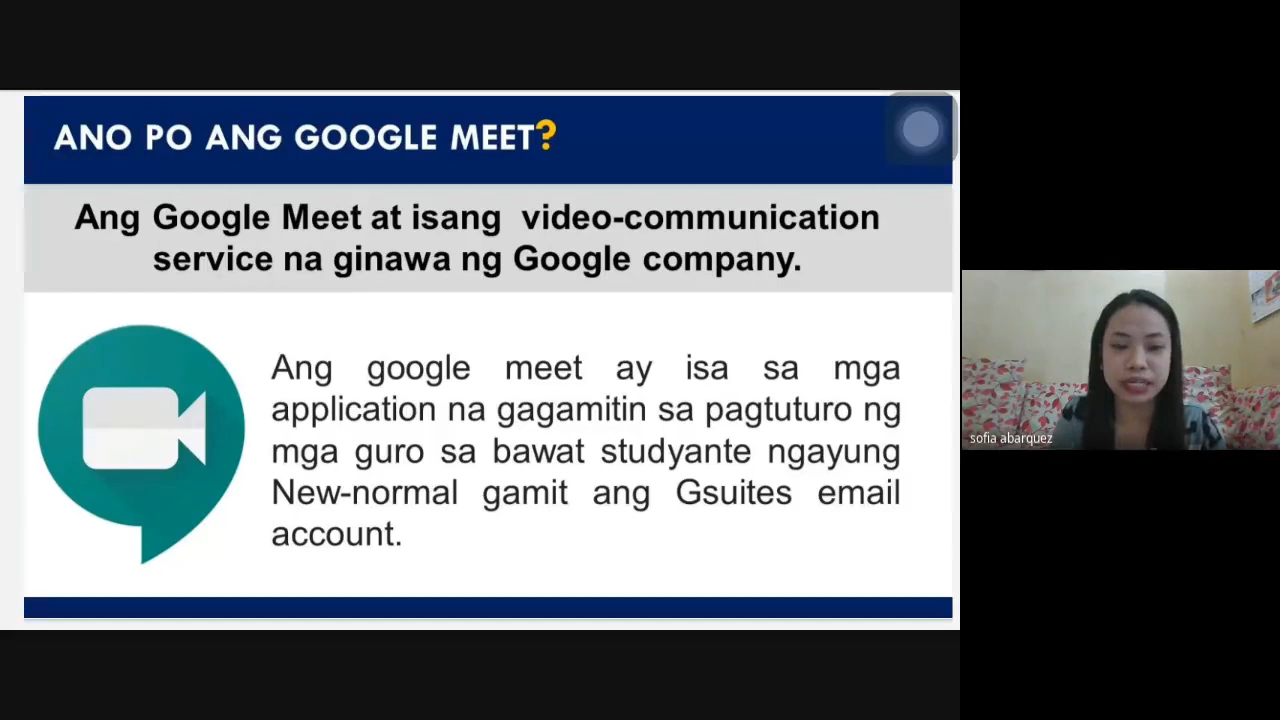 ANO PO ANG GOOGLE MEET?
Ang Google Meet at isang video-communication
service na ginawa ng Google company.
Ang google meet ay isa sa mga
application na gagamitin sa pagtuturo ng
mga guro sa bawat studyante ngayung
New-normal gamit ang Gsuites email
account.
sofia abarquez